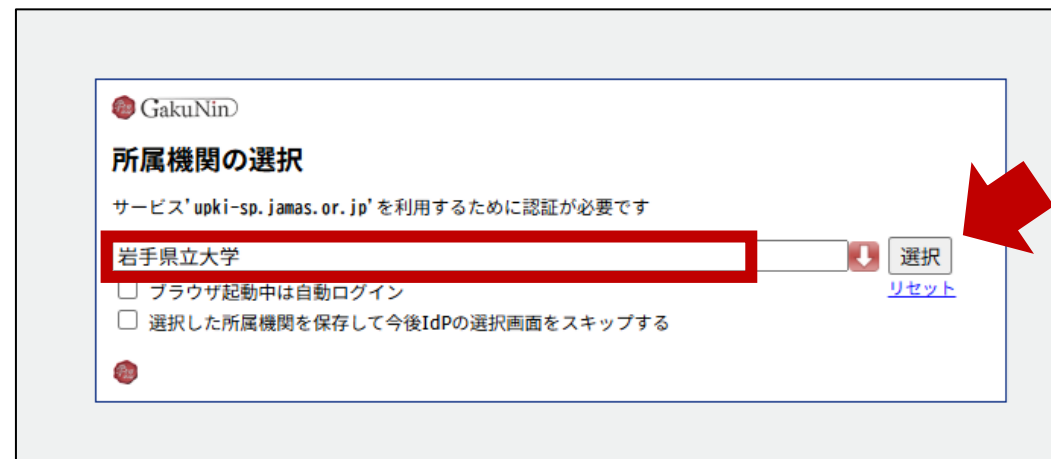 GakuNin
所属機関の選択
サービス'upki-sp.jamas.or.jp'を利用するために認証が必要です
岩手県立大学
選択
ブラウザ起動中は自動ログイン
リセット
選択した所属機関を保存して今後IdPの選択画面をスキップする